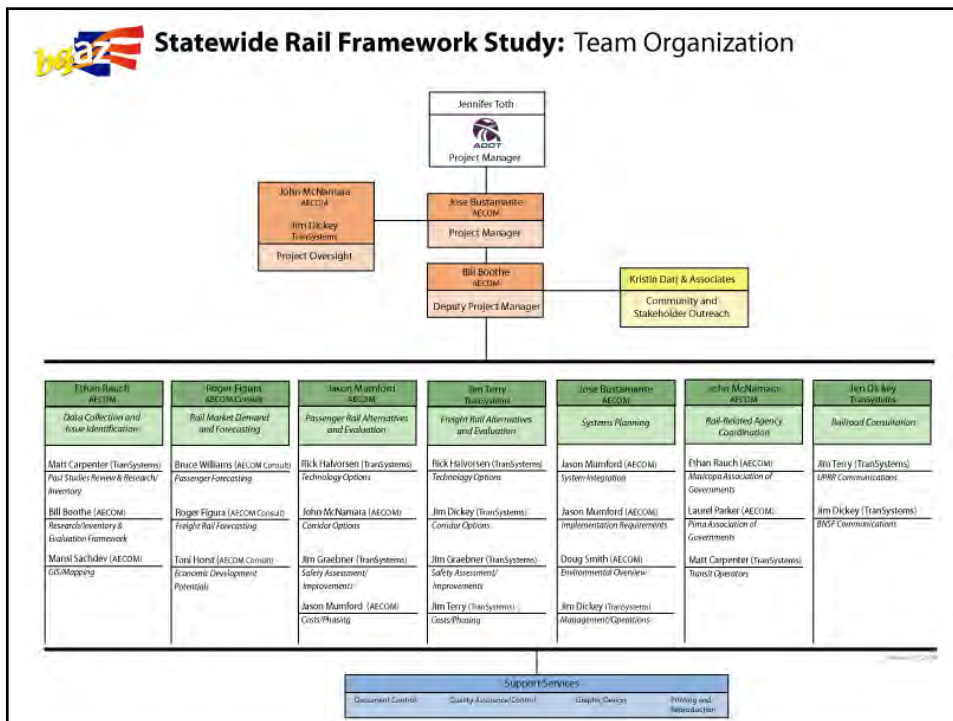 bqaz
Statewide Rail Framework Study: Team Organization
Jennifer Toth
ADOT
Project Manager
John McNamara
AECOM
Jim Dickey
TranSystems
Project Oversight
Jose Bustamante
AECOM
Project Manager
Bill Boothe
AECOM
Deputy Project Manager
Kristin Darr & Associates
Community and
Stakeholder Outreach
Ethan Rauch
AECOM
Data Collection and
Issue Identification
Matt Carpenter (TranSystems)
Past Studies Review & Research/
Inventory
Bill Boothe (AECOM)
Research/Inventory &
Evaluation Framework
Mansi Sachdev (AECOM)
GIS/Mapping
Roger Figura
AECOM Consult
Rail Market Demand
and Forecasting
Bruce Williams (AECOM Consult)
Passenger Forecasting
Roger Figura (AECOM Consult)
Freight Rail Forecasting
Toni Horst (AECOM Consult)
Economic Development
Potentials
Jason Mumford
AECOM
Passenger Rail Alternatives
and Evaluation
Rick Halvorsen (TranSystems)
Technology Options
John McNamara (AECOM)
Corridor Options
Jim Graebner (TranSystems)
Safety Assessment/
Improvements
Jason Mumford (AECOM)
Costs/Phasing
Jim Terry
Transystems
Freight Rail Alternatives
and Evaluation
Rick Halvorsen (TranSystems)
Technology Options
Jim Dickey (TranSystems)
Corridor Options
Jim Graebner (TranSystems)
Safety Assessment/
Improvements
Jim Terry (TranSystems)
Costs/Phasing
Jose Bustamante
AECOM
Systems Planning
Jason Mumford (AECOM)
System Integration
Jason Mumford (AECOM)
Implementation Requirements
Doug Smith (AECOM)
Environmental Overview
Jim Dickey (TranSystems)
Management/Operations
John McNamara
AECOM
Rail-Related Agency
Coordination
Ethan Rauch (AECOM)
Maricopa Association of
Governments
Laurel Parker (AECOM)
Pima Association of
Governments
Matt Carpenter (TranSystems)
Transit Operators
Jim Dickey
TranSystems
Railroad Consultation
Jim Terry (TranSystems)
UPRR Communications
Jim Dickey (TranSystems)
BNSF Communications
Support Services
Document Control
Quality Assurance/Control
Graphic Design
Printing and
Reproduction